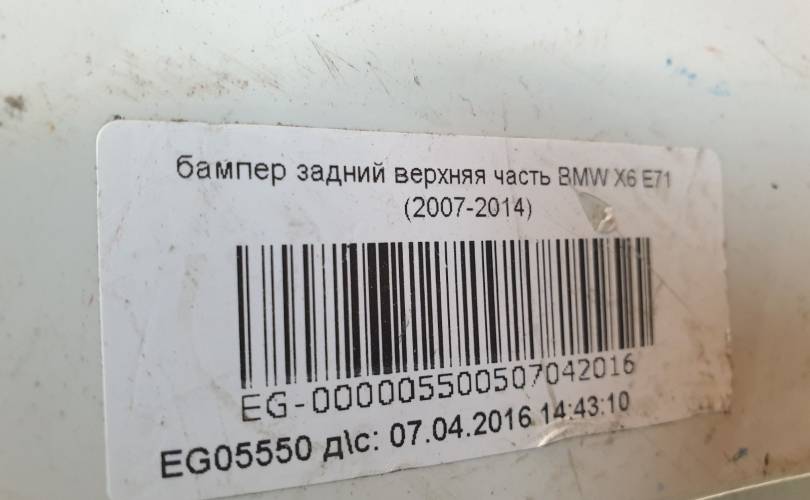 бампер задний верхняя часть BMW X6 E71
(2007-2014)
EG-000005500507042016
EG05550 д\с: 07.04.2016 14:43:10